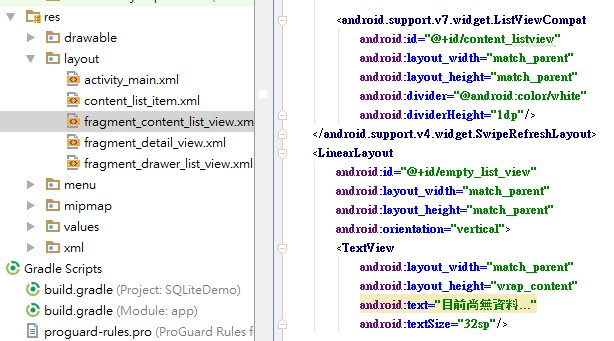 res
drawable
layout
activity_main.xml
content_list_item.xml
fragment_content_list_view.xm
fragment_detail_view.xml
fragment_drawer_list_view.xml
menu
mipmap
values
xml
Gradle Scripts
build.gradle (Project: SQLiteDemo)
build.gradle (Module: app)
proguard-rules.pro (ProGuard Rules f
<android.support.v7.widget.ListViewCompat
android:id="@+id/content_listview"
android:layout_width="match_parent"
android:layout_height="match_parent"
android:divider="@android:color/white"
android:dividerHeight="1dp"/>
</android.support.v4.widget.SwipeRefreshLayout>
<LinearLayout
android:id="@+id/empty_list_view"
android:layout_width="match_parent"
android:layout_height="match_parent"
android:orientation="vertical">
<TextView
android:layout_width="match_parent"
android:layout_height="wrap_content"
android:text="目前尚無資料..."
android:textSize="32sp"/>